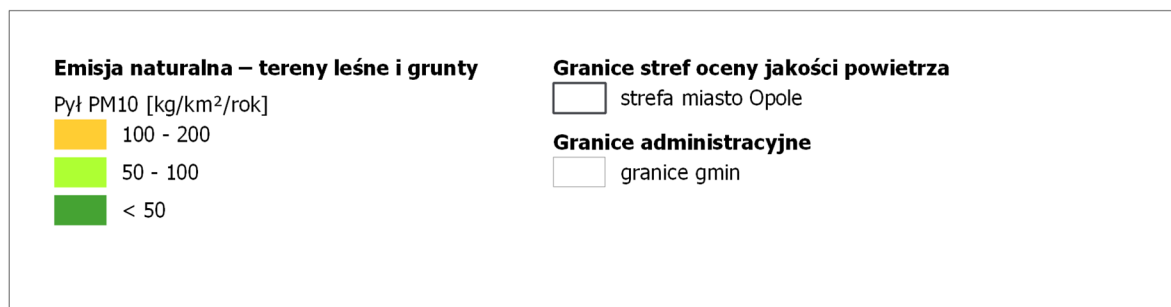 Emisja naturalna – tereny leśne i grunty
Pył PM10 [kg/km²/rok]
100 - 200
50 - 100
< 50
Granice stref oceny jakości powietrza
strefa miasto Opole
Granice administracyjne
granice gmin